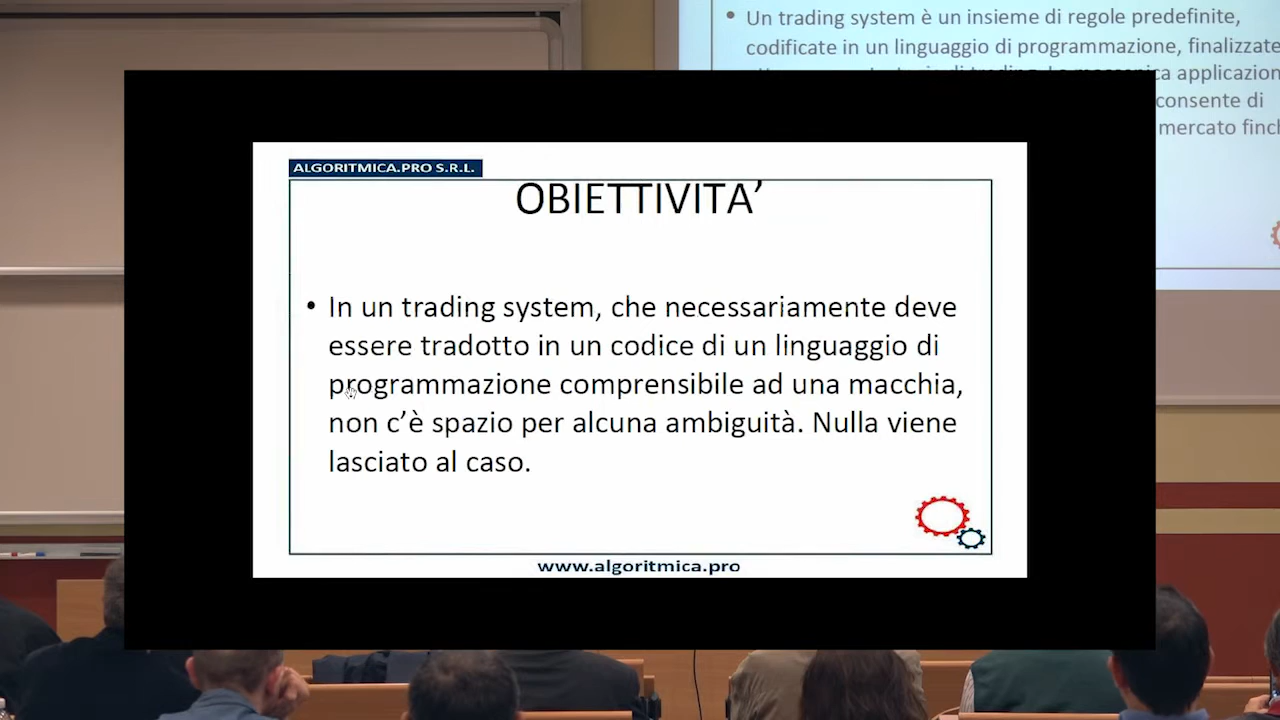 Un trading system è un insieme di regole predefinite,
codificate in un linguaggio di programmazione, finalizzate
applicazion
consente di
mercato finch
ALGORITMICA.PRO S.R.L.
OBIETTIVITA’
• In un trading system, che necessariamente deve
essere tradotto in un codice di un linguaggio di
programmazione comprensibile ad una macchia,
non c’è spazio per alcuna ambiguità. Nulla viene
lasciato al caso.
www.algoritmica.pro